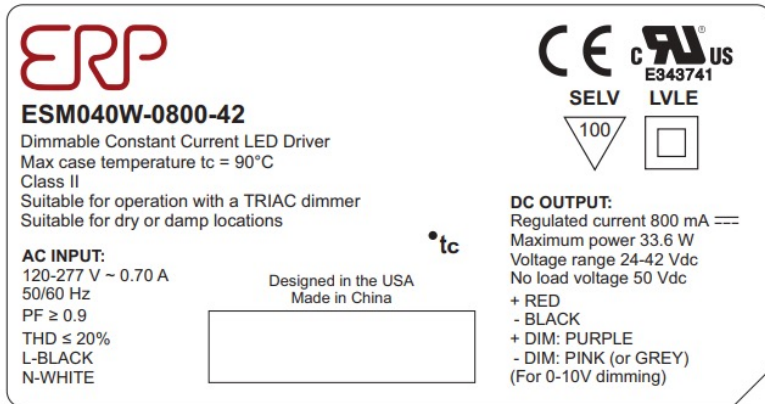 ERP
ESM040W-0800-42
Dimmable Constant Current LED Driver
Max case temperature tc = 90°C
Class II
Suitable for operation with a TRIAC dimmer
Suitable for dry or damp locations
AC INPUT:
120-277 V ~ 0.70 A
50/60 Hz
PF ≥ 0.9
THD ≤ 20%
L-BLACK
N-WHITE
•tc
Designed in the USA
Made in China
CE c RU US
®
E343741
SELV LVLE
100
DC OUTPUT:
Regulated current 800 mA ⎓
Maximum power 33.6 W
Voltage range 24-42 Vdc
No load voltage 50 Vdc
+ RED
- BLACK
+ DIM: PURPLE
- DIM: PINK (or GREY)
(For 0-10V dimming)